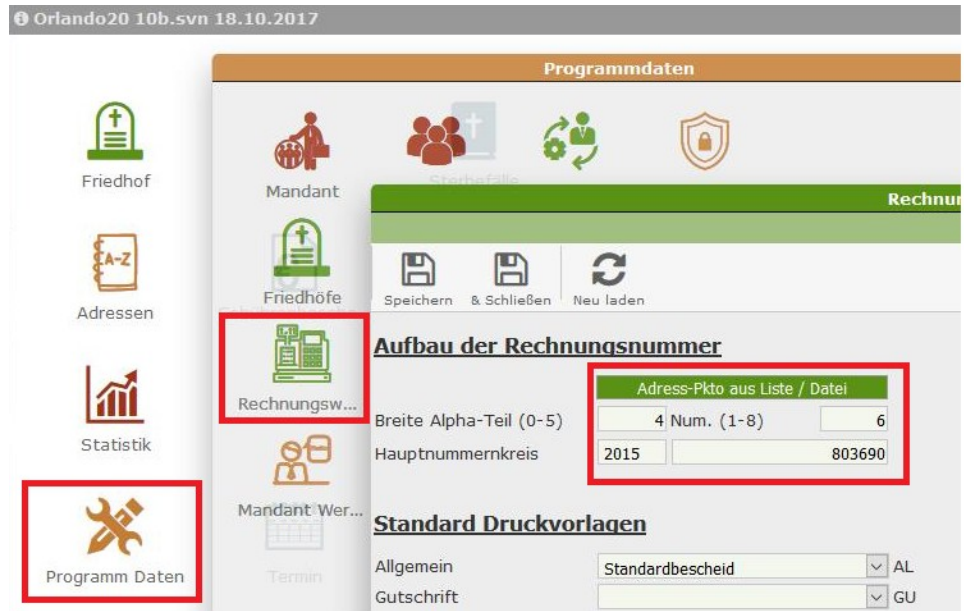 Orlando20 10b.svn 18.10.2017
Programmdaten
Friedhof
Adressen
A-Z
Statistik
Programm Daten
Mandant
Sterbefälle
Friedhöfe
Rechnungsw...
Mandant Wer...
Termin
Rechnun
Speichern & Schließen Neu laden
Aufbau der Rechnungsnummer
Adress-Pkto aus Liste / Datei
Breite Alpha-Teil (0-5) 4 Num. (1-8) 6
Hauptnummernkreis 2015 803690
Standard Druckvorlagen
Allgemein Standardbescheid AL
Gutschrift GU